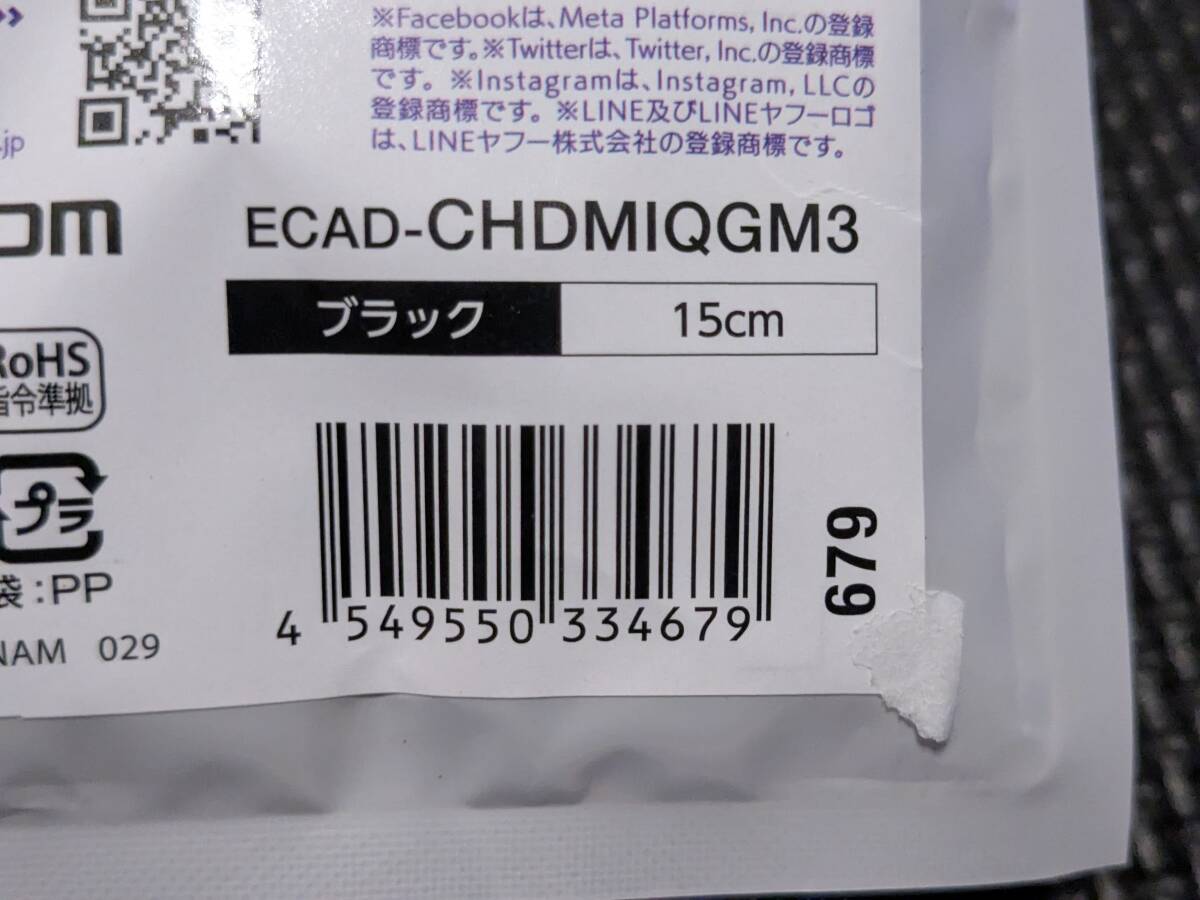 ※Facebookは、Meta Platforms, Inc.の登録
商標です。※Twitterは、Twitter, Inc.の登録商標
です。※Instagramは、Instagram, LLCの
登録商標です。※LINE及びLINEヤフーロゴ
は、LINEヤフー株式会社の登録商標です。
.jp
ECAD-CHDMIQGM3
ブラック 15cm
RoHS
指令準拠
プラ
袋:PP
NAM 029
4 549550 334679
679